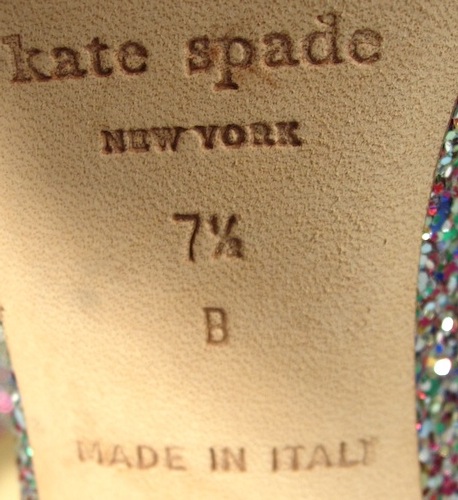 kate spade
NEW YORK
7½
B
MADE IN ITALY